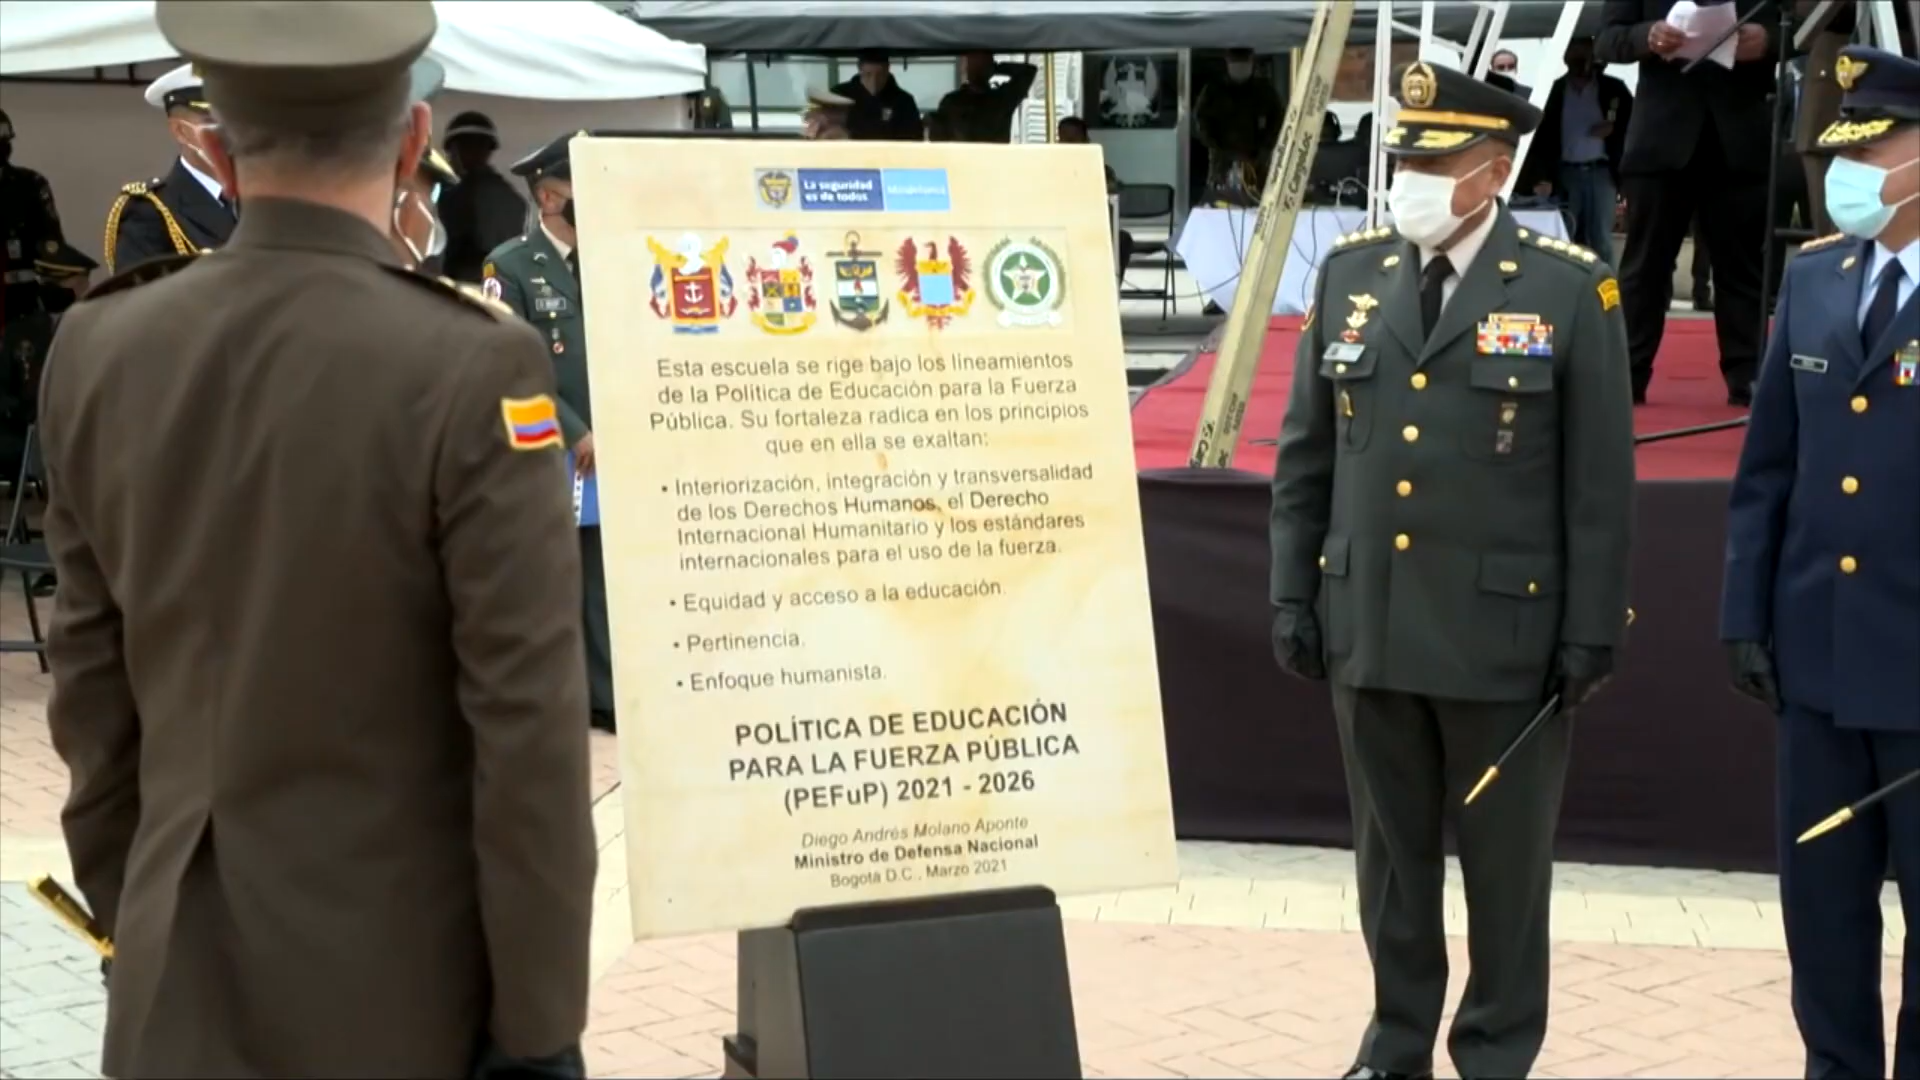 La seguridad
es de todos
Mindefensa
Esta escuela se rige bajo los lineamientos
de la Política de Educación para la Fuerza
Pública. Su fortaleza radica en los principios
que en ella se exaltan:
• Interiorización, integración y transversalidad
de los Derechos Humanos, el Derecho
Internacional Humanitario y los estándares
internacionales para el uso de la fuerza.
• Equidad y acceso a la educación.
• Pertinencia.
• Enfoque humanista.
POLÍTICA DE EDUCACIÓN
PARA LA FUERZA PÚBLICA
(PEFuP) 2021 - 2026
Diego Andrés Molano Aponte
Ministro de Defensa Nacional
Bogotá D.C., Marzo 2021